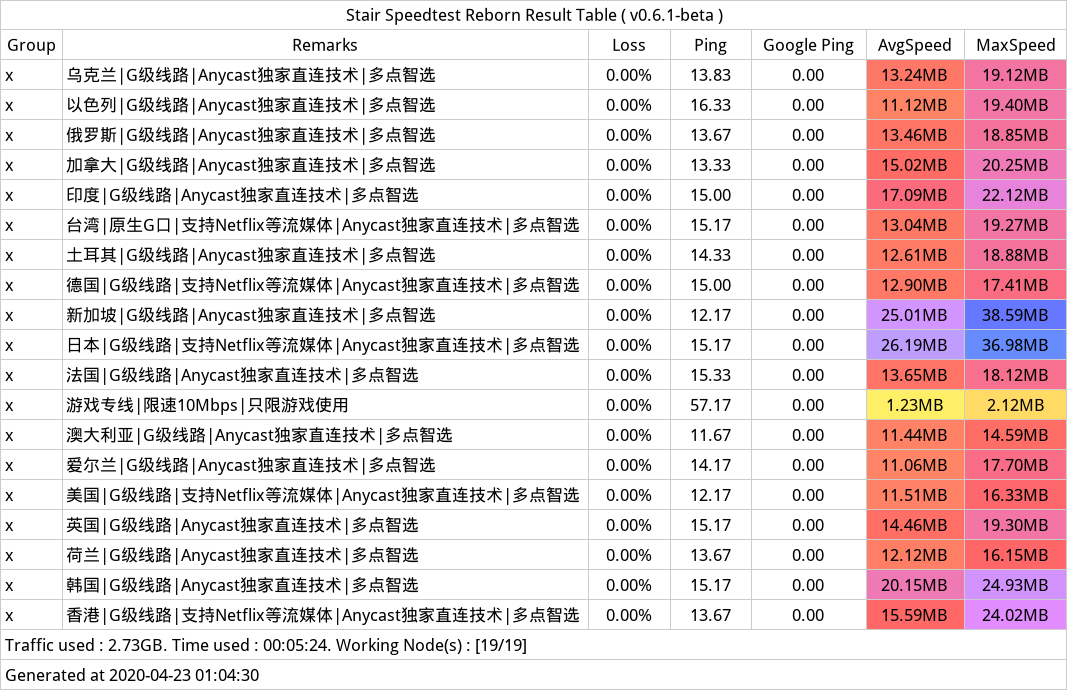 Stair Speedtest Reborn Result Table ( v0.6.1-beta )
Group Remarks Loss Ping Google Ping AvgSpeed MaxSpeed
x 乌克兰|G级线路|Anycast独家直连技术|多点智选 0.00% 13.83 0.00 13.24MB 19.12MB
x 以色列|G级线路|Anycast独家直连技术|多点智选 0.00% 16.33 0.00 11.12MB 19.40MB
x 俄罗斯|G级线路|Anycast独家直连技术|多点智选 0.00% 13.67 0.00 13.46MB 18.85MB
x 加拿大|G级线路|Anycast独家直连技术|多点智选 0.00% 13.33 0.00 15.02MB 20.25MB
x 印度|G级线路|Anycast独家直连技术|多点智选 0.00% 15.00 0.00 17.09MB 22.12MB
x 台湾|原生G口|支持Netflix等流媒体|Anycast独家直连技术|多点智选 0.00% 15.17 0.00 13.04MB 19.27MB
x 土耳其|G级线路|Anycast独家直连技术|多点智选 0.00% 14.33 0.00 12.61MB 18.88MB
x 德国|G级线路|支持Netflix等流媒体|Anycast独家直连技术|多点智选 0.00% 15.00 0.00 12.90MB 17.41MB
x 新加坡|G级线路|Anycast独家直连技术|多点智选 0.00% 12.17 0.00 25.01MB 38.59MB
x 日本|G级线路|支持Netflix等流媒体|Anycast独家直连技术|多点智选 0.00% 15.17 0.00 26.19MB 36.98MB
x 法国|G级线路|Anycast独家直连技术|多点智选 0.00% 15.33 0.00 13.65MB 18.12MB
x 游戏专线|限速10Mbps|只限游戏使用 0.00% 57.17 0.00 1.23MB 2.12MB
x 澳大利亚|G级线路|Anycast独家直连技术|多点智选 0.00% 11.67 0.00 11.44MB 14.59MB
x 爱尔兰|G级线路|Anycast独家直连技术|多点智选 0.00% 14.17 0.00 11.06MB 17.70MB
x 美国|G级线路|支持Netflix等流媒体|Anycast独家直连技术|多点智选 0.00% 12.17 0.00 11.51MB 16.33MB
x 英国|G级线路|Anycast独家直连技术|多点智选 0.00% 15.17 0.00 14.46MB 19.30MB
x 荷兰|G级线路|Anycast独家直连技术|多点智选 0.00% 13.67 0.00 12.12MB 16.15MB
x 韩国|G级线路|Anycast独家直连技术|多点智选 0.00% 15.17 0.00 20.15MB 24.93MB
x 香港|G级线路|支持Netflix等流媒体|Anycast独家直连技术|多点智选 0.00% 13.67 0.00 15.59MB 24.02MB
Traffic used : 2.73GB. Time used : 00:05:24. Working Node(s) : [19/19]
Generated at 2020-04-23 01:04:30